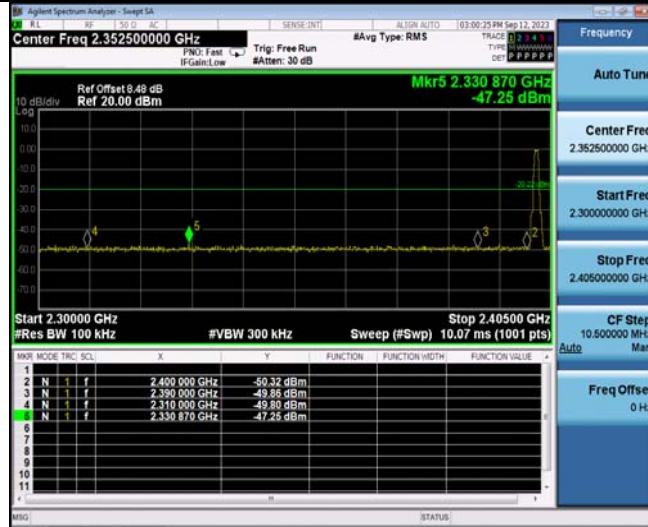 Agilent Spectrum Analyzer - Swept SA
RL RF 50 Ω AC SENSE:INT ALIGN AUTO 03:00:25 PM Sep 12, 2023
Center Freq 2.352500000 GHz
#Avg Type: RMS
TRACE 1 2 3 4 5
TYPE M
DET P P P P P P
PNO: Fast
IFGain:Low
Trig: Free Run
#Atten: 30 dB
Mkr5 2.330 870 GHz
-47.25 dBm
Ref Offset 8.48 dB
Ref 20.00 dBm
10 dB/div
Log
10.0
0.00
-10.0
-20.0
-30.0
-40.0
-50.0
-60.0
-70.0
4
5
3
2
Start 2.30000 GHz
Stop 2.40500 GHz
#Res BW 100 kHz #VBW 300 kHz Sweep (#Swp) 10.07 ms (1001 pts)
MKR MODE TRC SCL X Y FUNCTION FUNCTION WIDTH FUNCTION VALUE
1
2 N 1 f 2.400 000 GHz -50.32 dBm
3 N 1 f 2.390 000 GHz -49.86 dBm
4 N 1 f 2.310 000 GHz -49.80 dBm
5 N 1 f 2.330 870 GHz -47.25 dBm
6
7
8
9
10
11
MSG STATUS
Frequency
Auto Tune
Center Freq
2.352500000 GHz
Start Freq
2.300000000 GHz
Stop Freq
2.405000000 GHz
CF Step
10.500000 MHz
Auto Man
Freq Offset
0 Hz